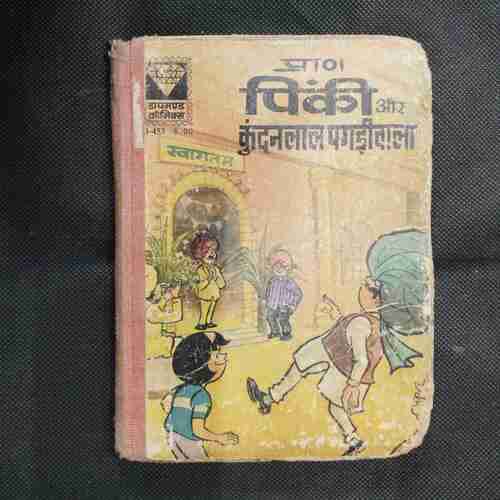 प्राण
पिंकी और
कुंदनलाल पगड़ीवाला
डायमण्ड
कॉमिक्स
स्वागतम